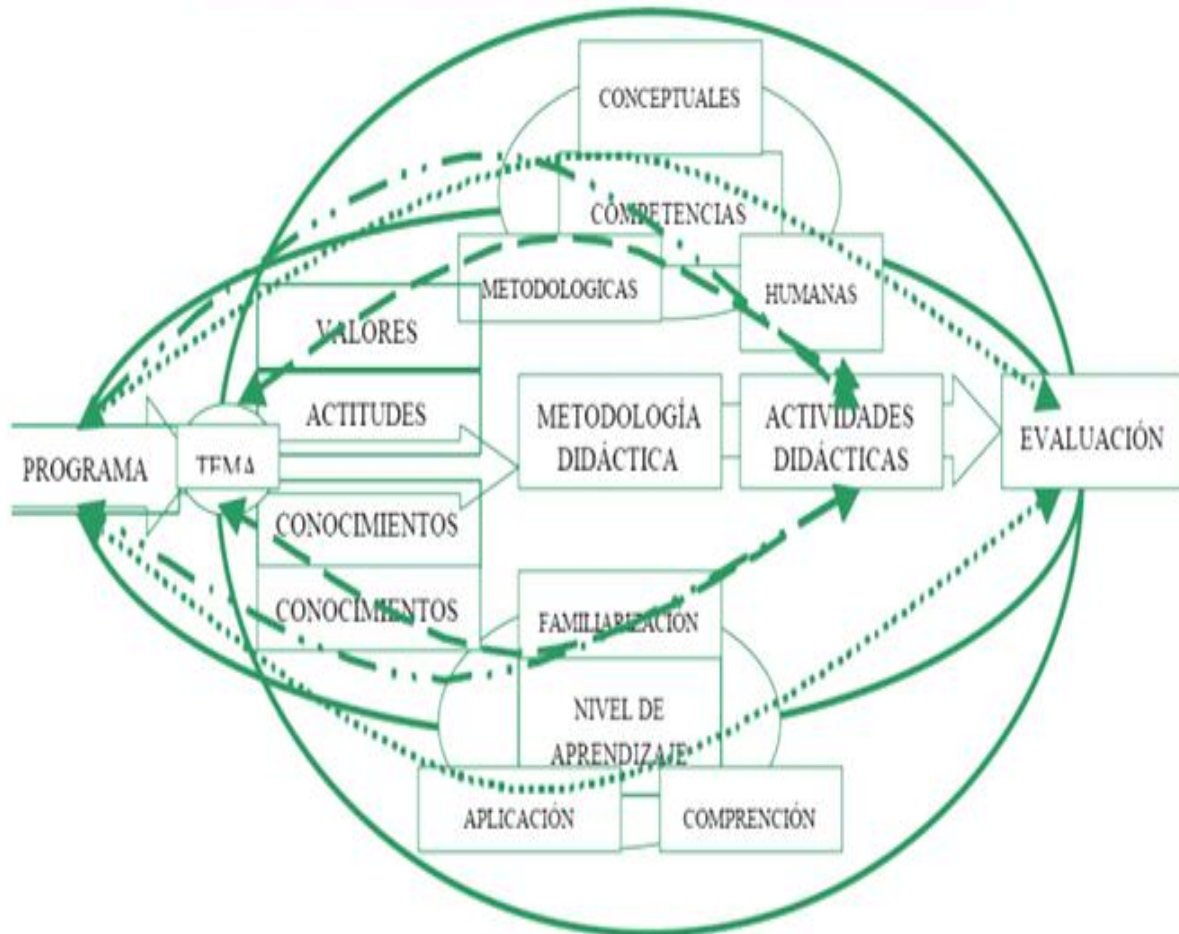 CONCEPTUALES
COMPETENCIAS
METODOLOGICAS
HUMANAS
VALORES
ACTITUDES
PROGRAMA
TEMA
METODOLOGÍA
DIDÁCTICA
ACTIVIDADES
DIDÁCTICAS
EVALUACIÓN
CONOCIMIENTOS
CONOCIMIENTOS
FAMILIARIZACIÓN
NIVEL DE
APRENDIZAJE
APLICACIÓN
COMPRENCIÓN